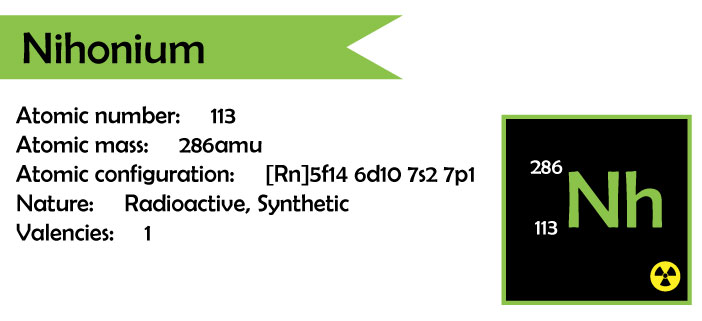 Nihonium
Atomic number: 113
Atomic mass: 286amu
Atomic configuration: [Rn]5f14 6d10 7s2 7p1
Nature: Radioactive, Synthetic
Valencies: 1
286
Nh
113